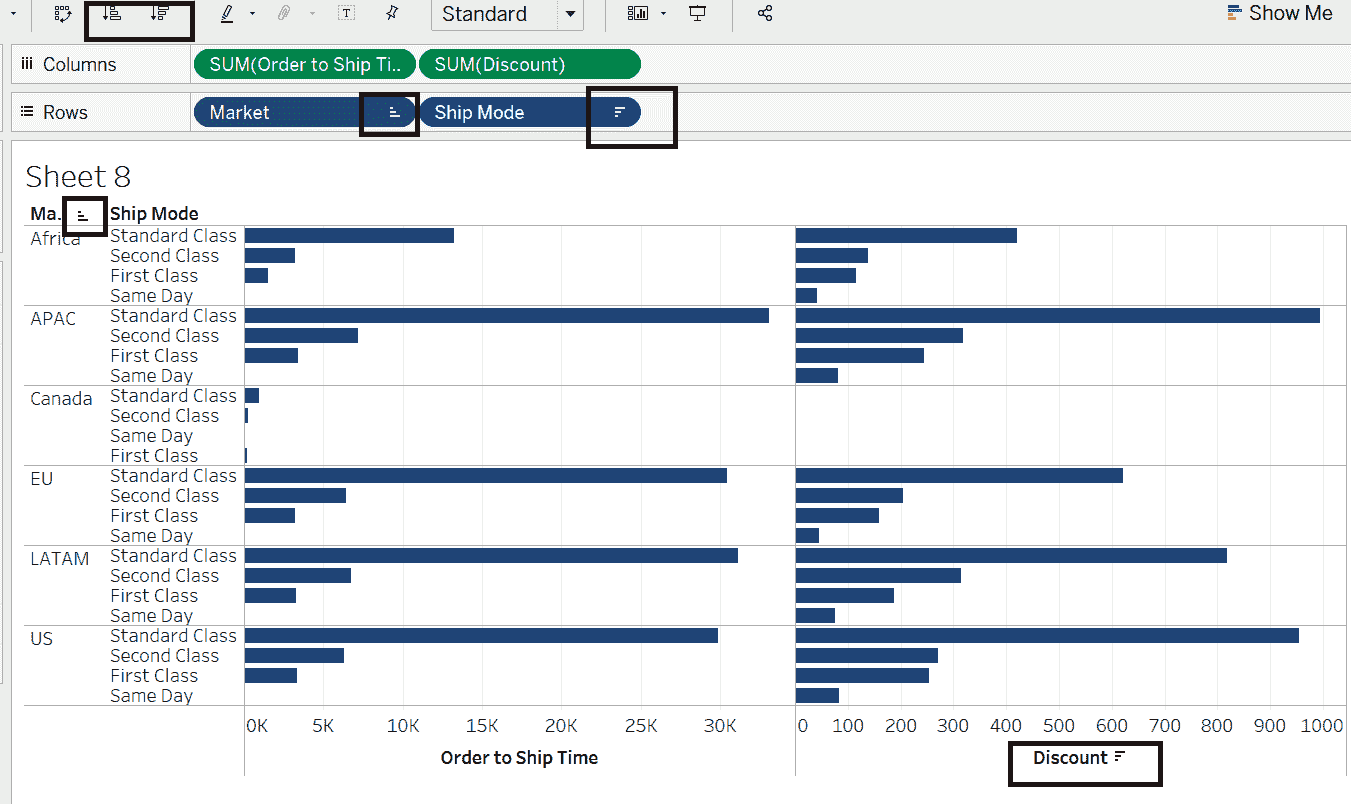 Standard Show Me
Columns SUM(Order to Ship Ti.. SUM(Discount)
Rows Market Ship Mode
Sheet 8
Ma. Ship Mode
Africa Standard Class
Second Class
First Class
Same Day
APAC Standard Class
Second Class
First Class
Same Day
Canada Standard Class
Second Class
Same Day
First Class
EU Standard Class
Second Class
First Class
Same Day
LATAM Standard Class
Second Class
First Class
Same Day
US Standard Class
Second Class
First Class
Same Day
0K 5K 10K 15K 20K 25K 30K 0 100 200 300 400 500 600 700 800 900 1000
Order to Ship Time Discount